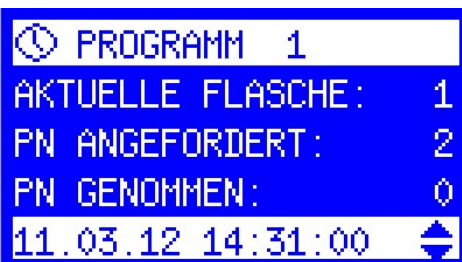 PROGRAMM 1
AKTUELLE FLASCHE: 1
PN ANGEFORDERT: 2
PN GENOMMEN: 0
11.03.12 14:31:00